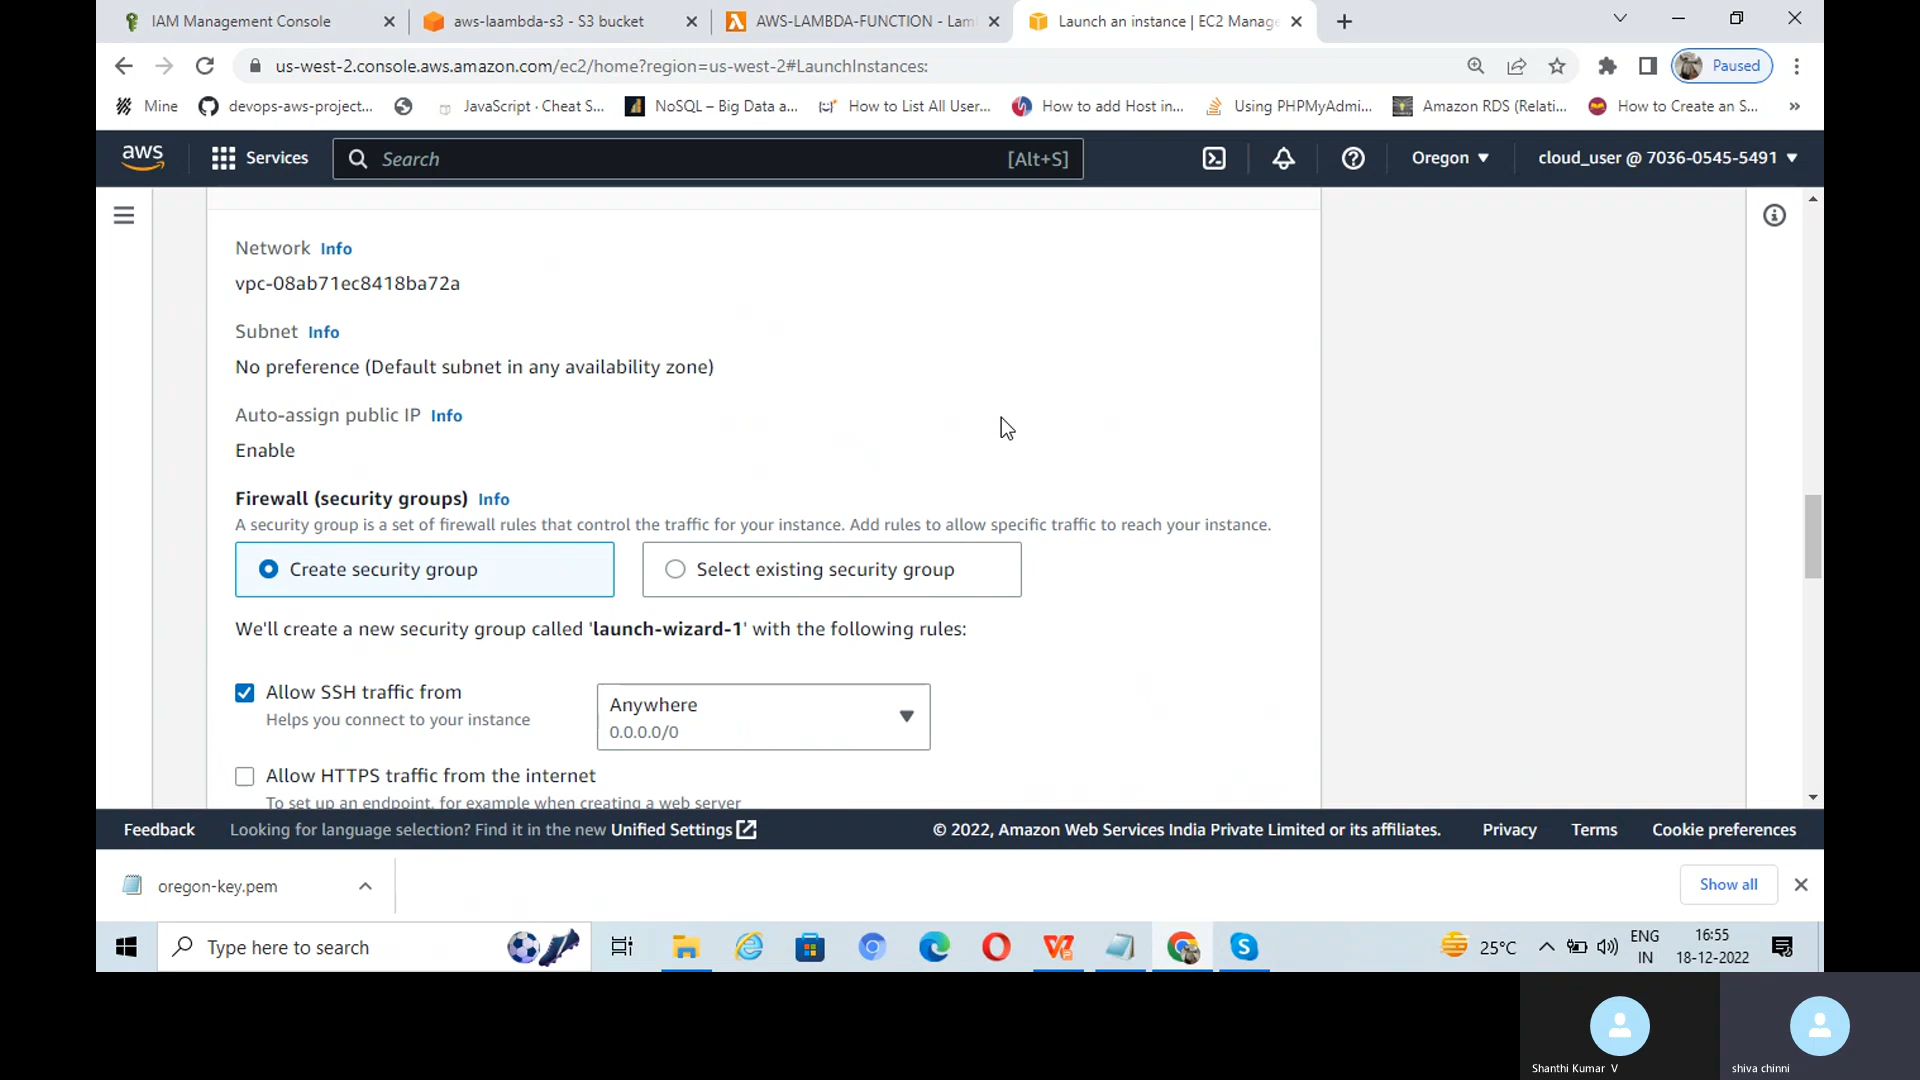 IAM Management Console
aws-laambda-s3 - S3 bucket
AWS-LAMBDA-FUNCTION - Lam
Launch an instance | EC2 Manage
us-west-2.console.aws.amazon.com/ec2/home?region=us-west-2#LaunchInstances:
Paused
Mine
devops-aws-project...
JavaScript · Cheat S...
NoSQL – Big Data a...
How to List All User...
How to add Host in...
Using PHPMyAdmi...
Amazon RDS (Relati...
How to Create an S...
»
aws
Services
Search
[Alt+S]
Oregon
cloud_user @ 7036-0545-5491
Network Info
vpc-08ab71ec8418ba72a
Subnet Info
No preference (Default subnet in any availability zone)
Auto-assign public IP Info
Enable
Firewall (security groups) Info
A security group is a set of firewall rules that control the traffic for your instance. Add rules to allow specific traffic to reach your instance.
Create security group
Select existing security group
We'll create a new security group called 'launch-wizard-1' with the following rules:
Allow SSH traffic from
Helps you connect to your instance
Anywhere
0.0.0.0/0
Allow HTTPS traffic from the internet
To set up an endpoint, for example when creating a web server
Feedback
Looking for language selection? Find it in the new Unified Settings
© 2022, Amazon Web Services India Private Limited or its affiliates.
Privacy
Terms
Cookie preferences
oregon-key.pem
Show all
Type here to search
25°C
ENG
IN
16:55
18-12-2022
Shanthi Kumar V
shiva chinni